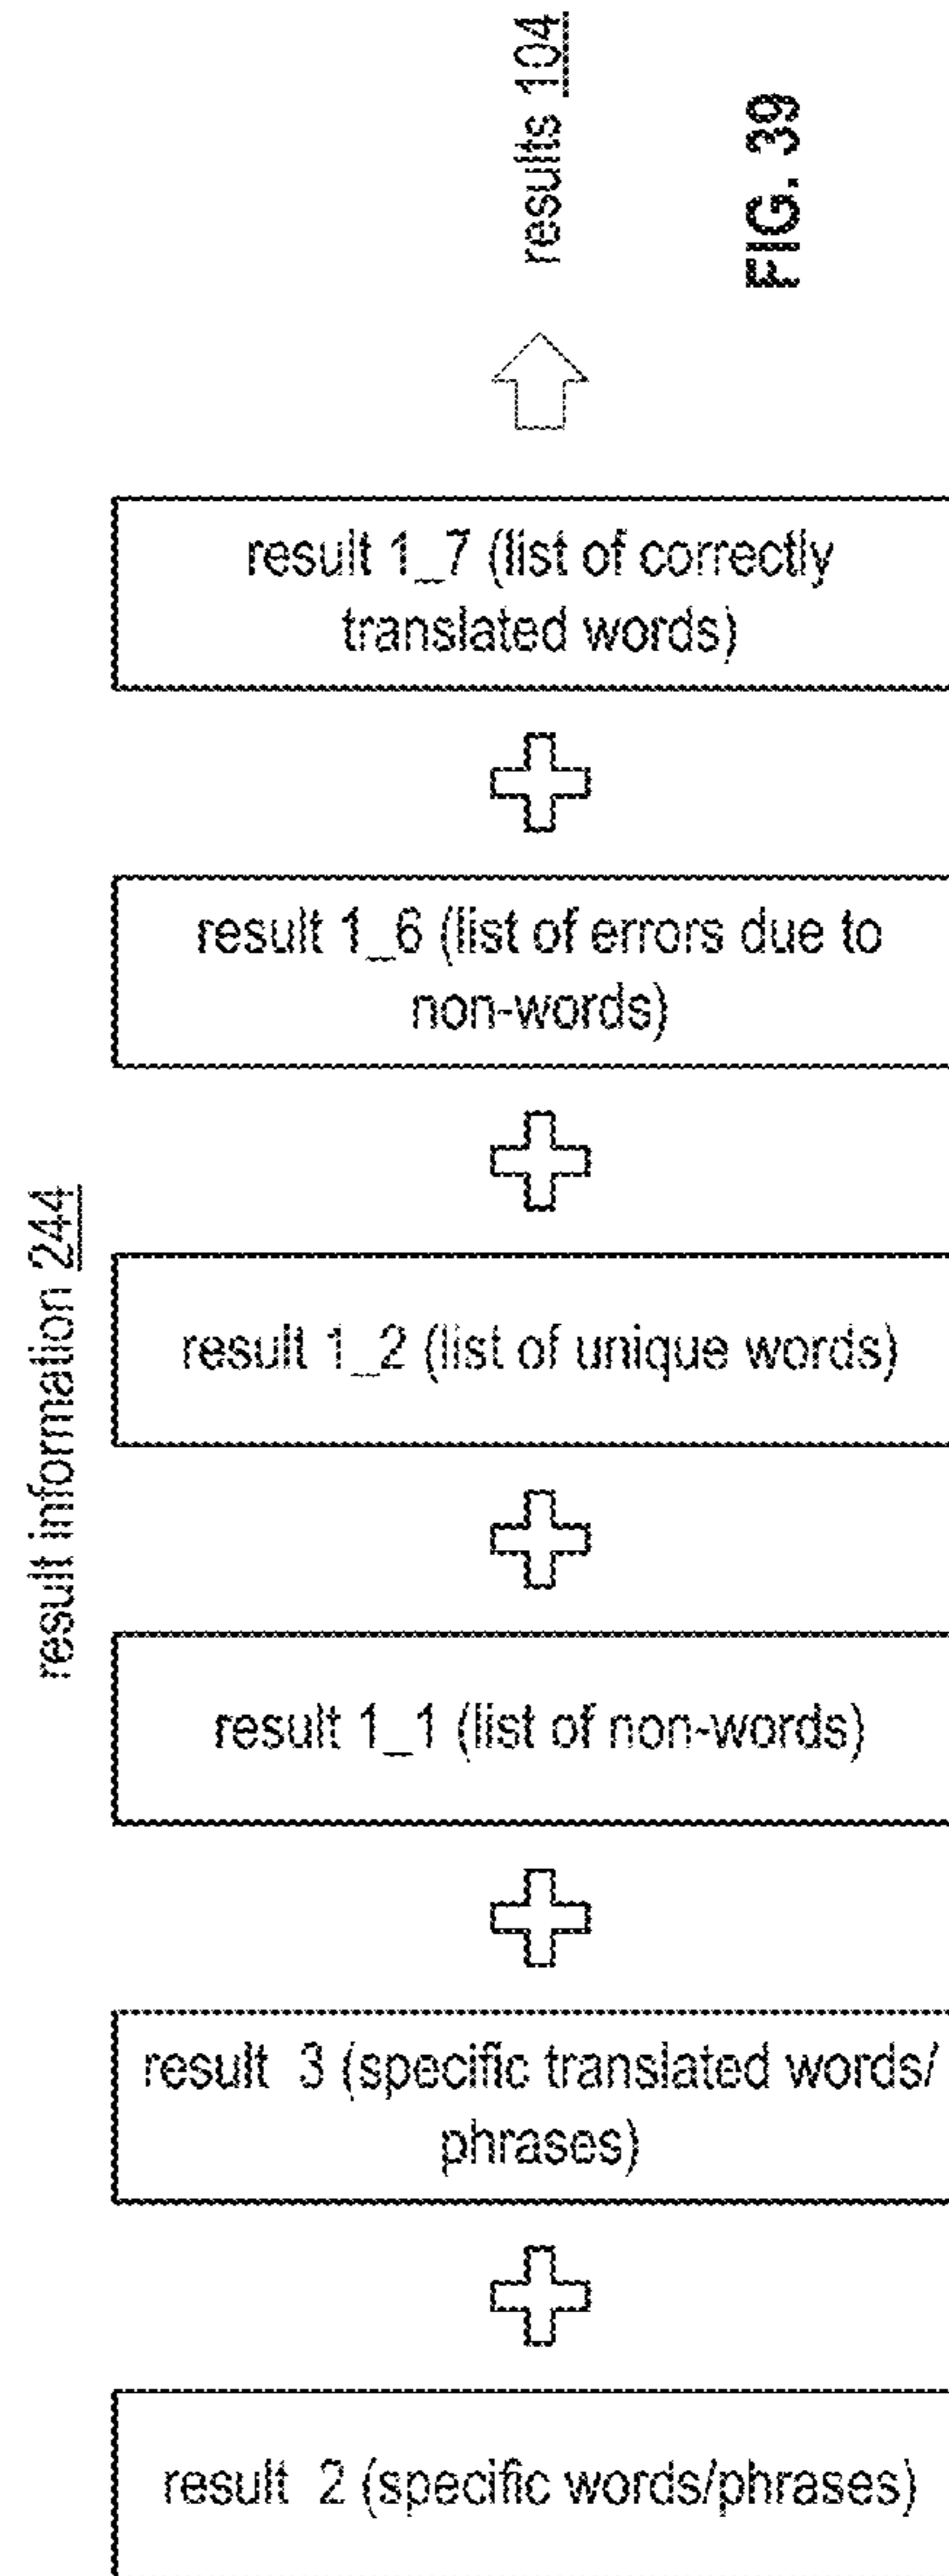 result information 244
results 104
FIG. 39
result 1_7 (list of correctly
translated words)
result 1_6 (list of errors due to
non-words)
result 1_2 (list of unique words)
result 1_1 (list of non-words)
result 3 (specific translated words/
phrases)
result 2 (specific words/phrases)